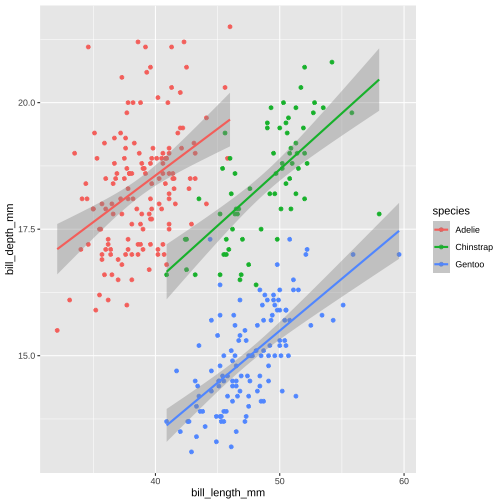 bill_depth_mm
20.0
17.5
15.0
40
50
60
bill_length_mm
species
Adelie
Chinstrap
Gentoo